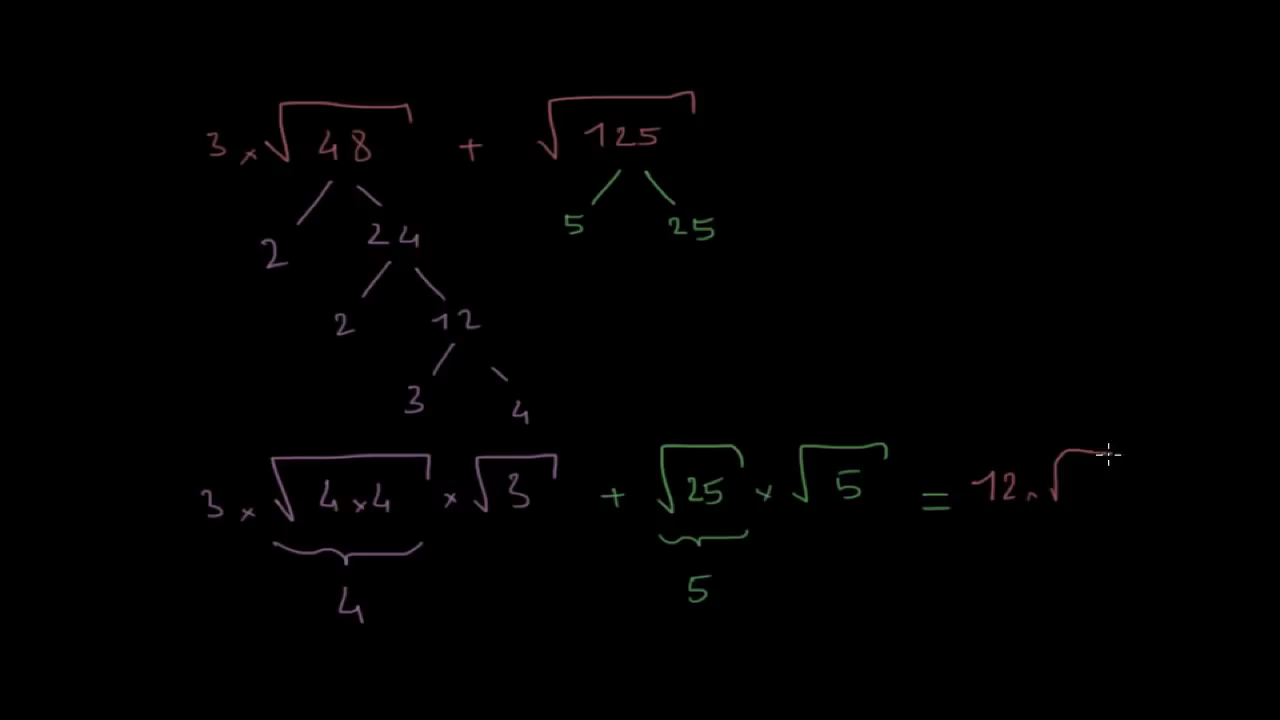 3 × √48 + √125
2 24 5 25
2 12
3 4
3 × √4×4 × √3 + √25 × √5 = 12 . √
4 5